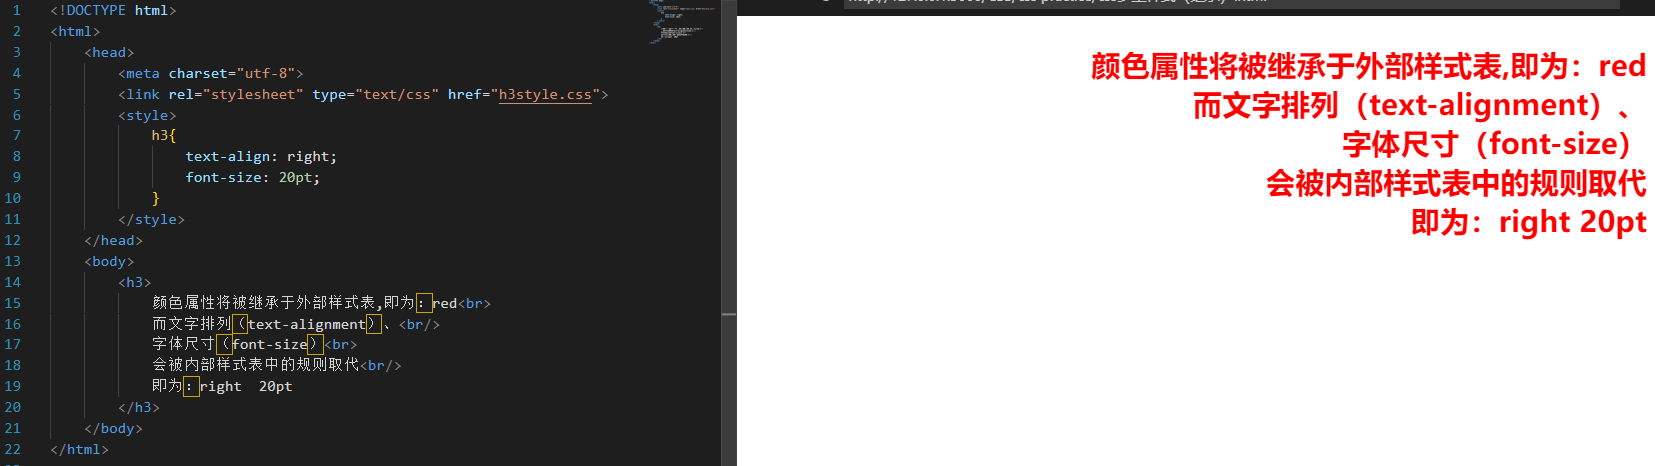 1 <!DOCTYPE html>
2 <html>
3 <head>
4 <meta charset="utf-8">
5 <link rel="stylesheet" type="text/css" href="h3style.css">
6 <style>
7 h3{
8 text-align: right;
9 font-size: 20pt;
10 }
11 </style>
12 </head>
13 <body>
14 <h3>
15 颜色属性将被继承于外部样式表,即为：red<br>
16 而文字排列（text-alignment）、<br/>
17 字体尺寸（font-size）<br>
18 会被内部样式表中的规则取代<br/>
19 即为：right  20pt
20 </h3>
21 </body>
22 </html>
颜色属性将被继承于外部样式表,即为：red
而文字排列（text-alignment）、
字体尺寸（font-size）
会被内部样式表中的规则取代
即为：right 20pt